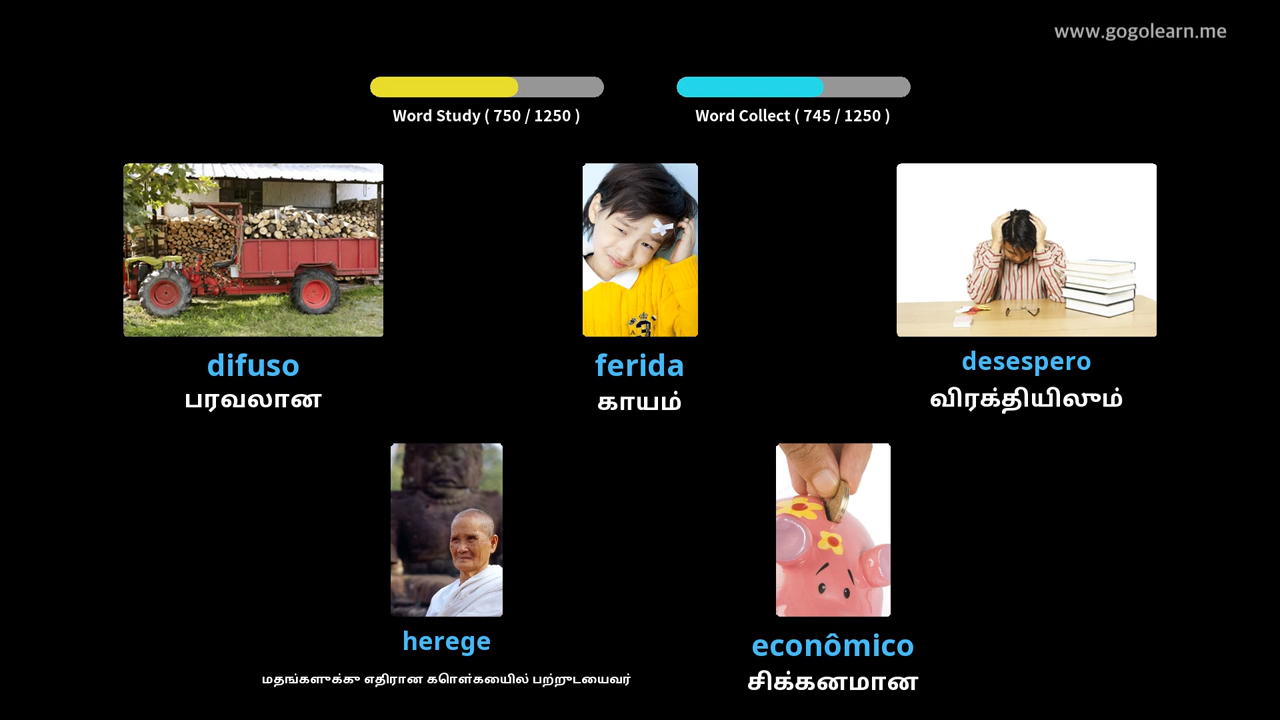 www.gogolearn.me
Word Study ( 750 / 1250 )
Word Collect ( 745 / 1250 )
difuso
பரவலான
ferida
காயம்
desespero
விரக்தியிலும்
herege
மதங்களுக்கு எதிரான கொள்கையில் பற்றுடையவர்
econômico
சிக்கனமான